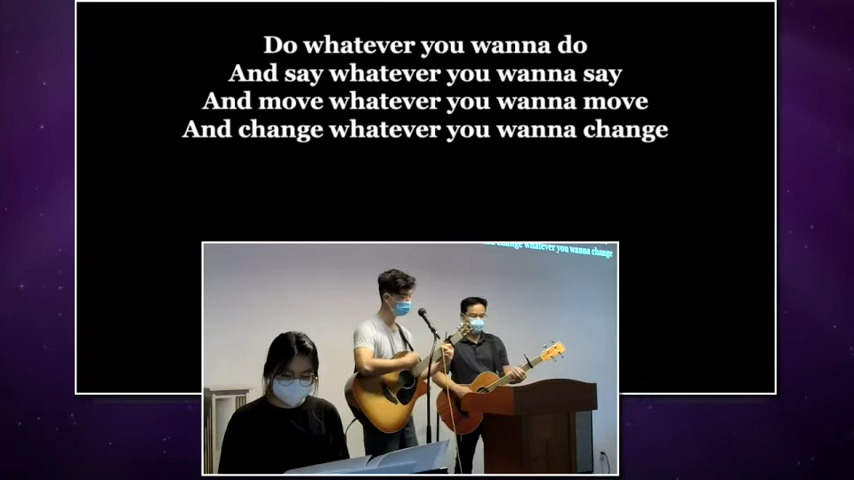 Do whatever you wanna do
And say whatever you wanna say
And move whatever you wanna move
And change whatever you wanna change
change whatever you wanna change